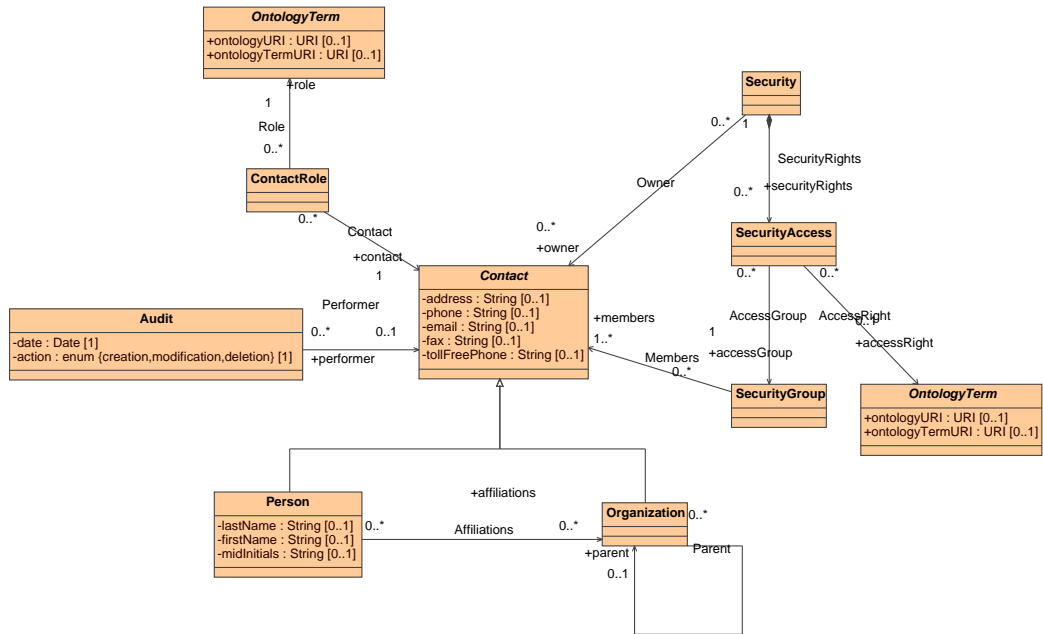 OntologyTerm
+ontologyURI : URI [0..1]
+ontologyTermURI : URI [0..1]
+role
1
Role
0..*
ContactRole
0..*
Contact
+contact
1
Security
0..*
1
SecurityRights
Owner
0..*
+securityRights
0..*
+owner
SecurityAccess
0..*
0..*
Contact
-address : String [0..1]
-phone : String [0..1]
-email : String [0..1]
-fax : String [0..1]
-tollFreePhone : String [0..1]
Audit
-date : Date [1]
-action : enum {creation,modification,deletion} [1]
Performer
0..*
0..1
+performer
+members
1..*
Members
0..*
AccessGroup
1
+accessGroup
AccessRight
0..1
+accessRight
SecurityGroup
OntologyTerm
+ontologyURI : URI [0..1]
+ontologyTermURI : URI [0..1]
Person
-lastName : String [0..1]
-firstName : String [0..1]
-midInitials : String [0..1]
+affiliations
0..*
Affiliations
0..*
Organization
0..*
+parent
Parent
0..1